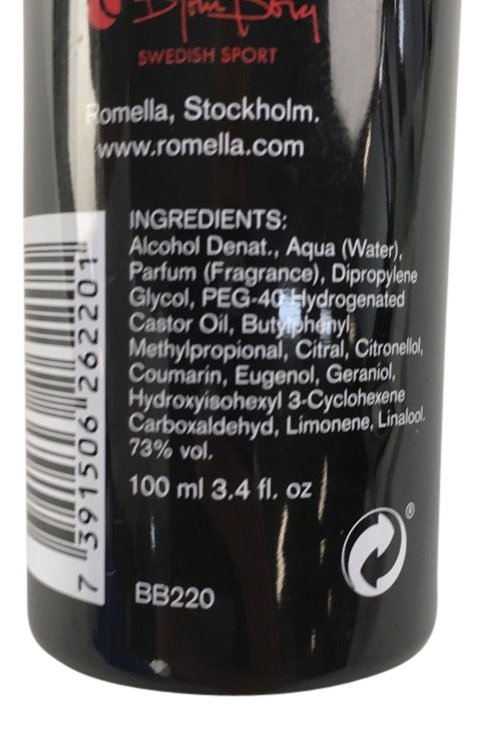 Björn Borg
SWEDISH SPORT
Romella, Stockholm.
www.romella.com
INGREDIENTS:
Alcohol Denat., Aqua (Water),
Parfum (Fragrance), Dipropylene
Glycol, PEG-40 Hydrogenated
Castor Oil, Butylphenyl
Methylpropional, Citral, Citronellol,
Coumarin, Eugenol, Geraniol,
Hydroxyisohexyl 3-Cyclohexene
Carboxaldehyd, Limonene, Linalool.
73% vol.
100 ml 3.4 fl. oz
®
BB220
7 391506 262201